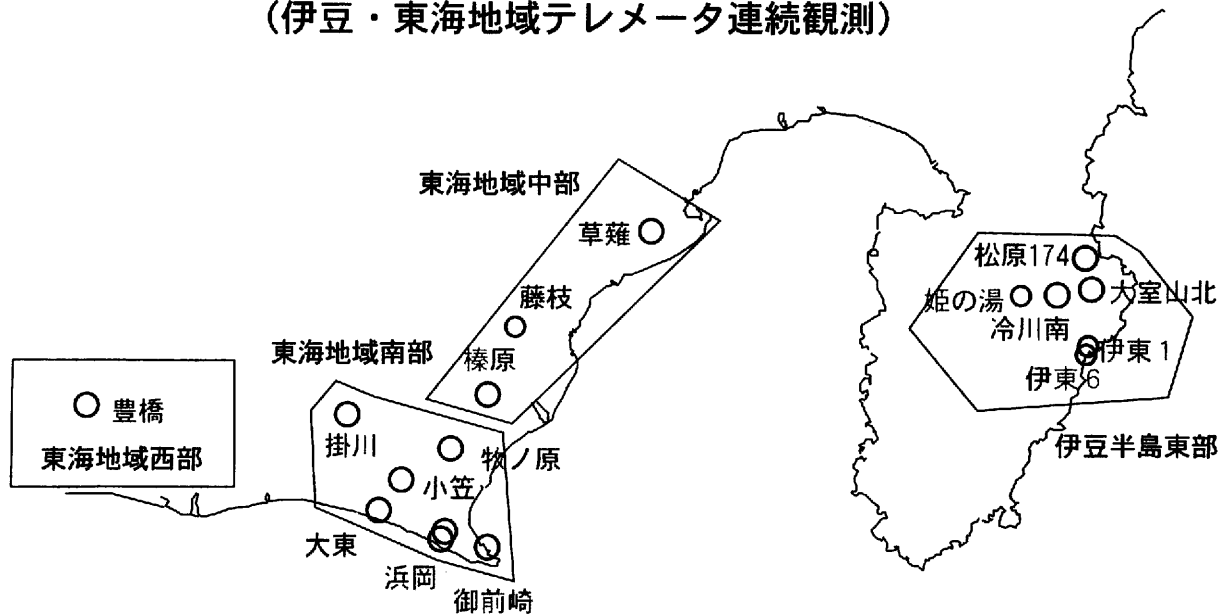 (伊豆・東海地域テレメータ連続観測)
東海地域中部
草薙
藤枝
榛原
東海地域南部
掛川
牧ノ原
小笠
大東
浜岡
御前崎
豊橋
東海地域西部
松原174
姫の湯
大室山北
冷川南
伊東1
伊東6
伊豆半島東部